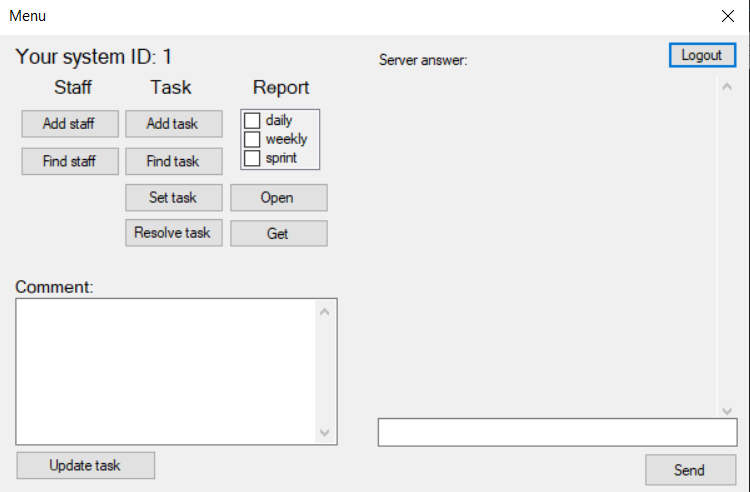 Menu
Your system ID: 1
Server answer:
Logout
Staff
Task
Report
Add staff
Add task
daily
weekly
sprint
Find staff
Find task
Set task
Open
Resolve task
Get
Comment:
Update task
Send